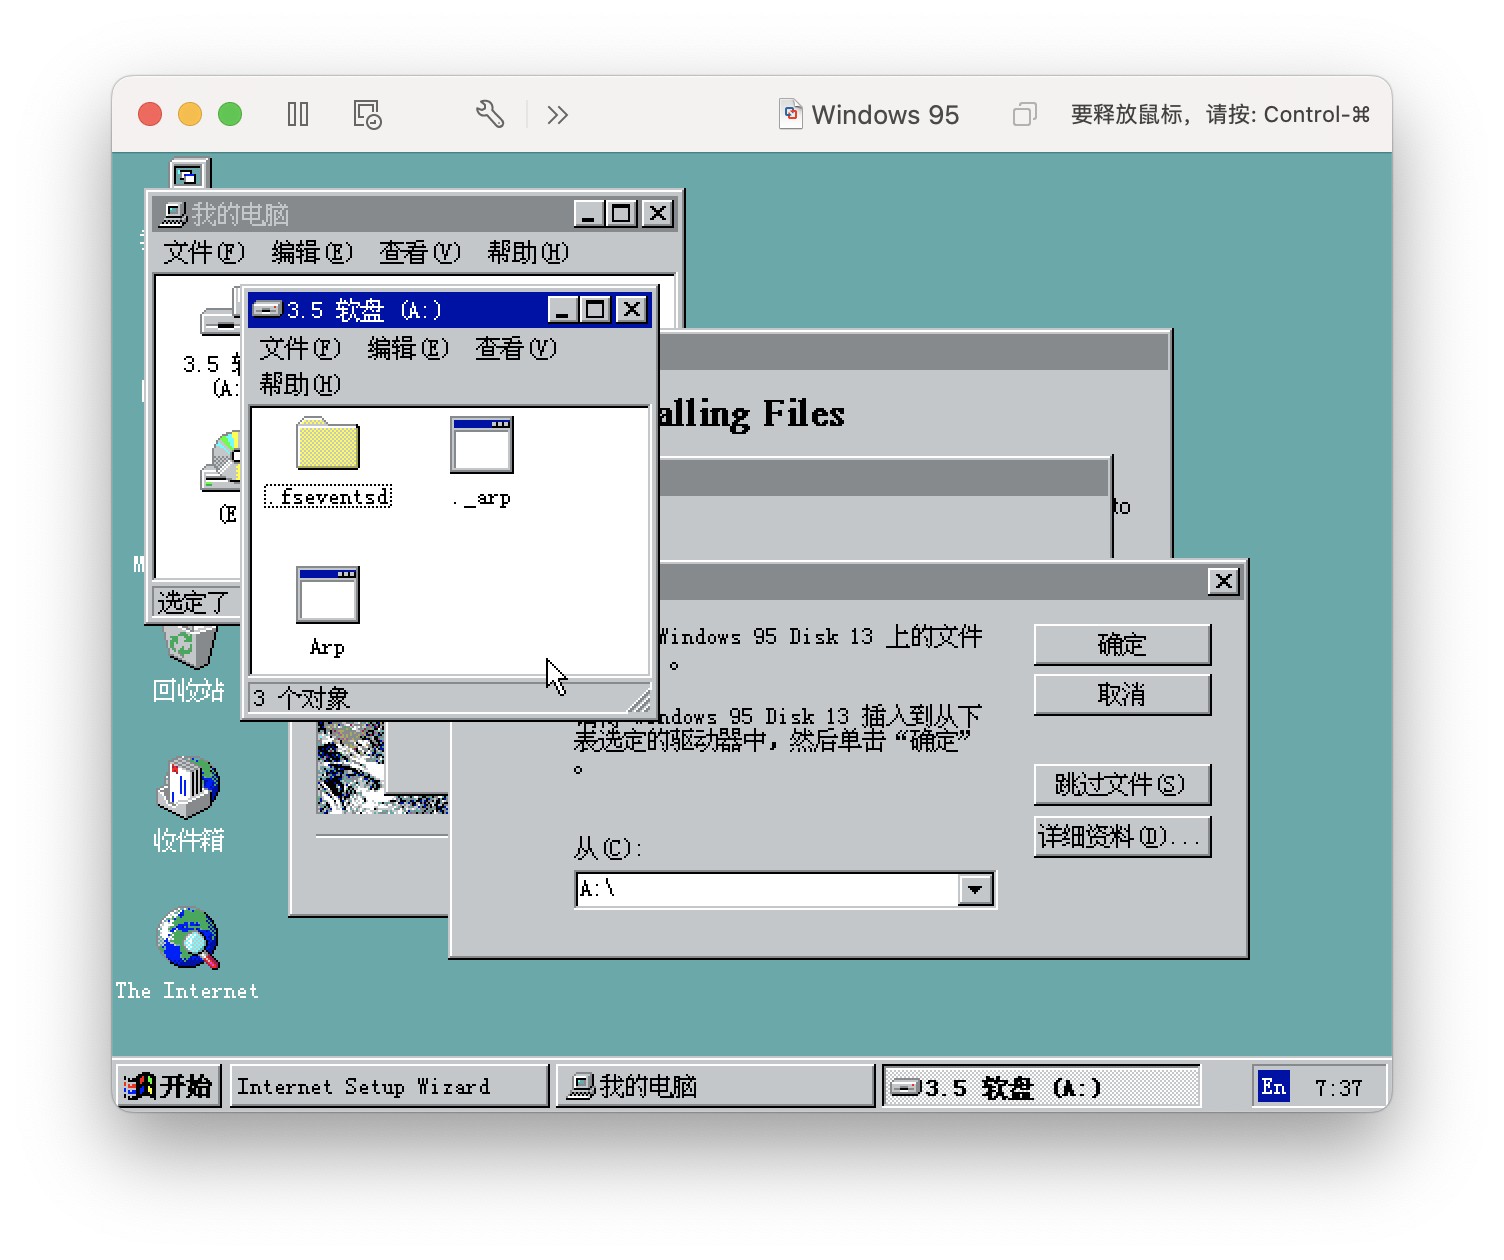 Windows 95
要释放鼠标，请按: Control-⌘
我的电脑
文件(F) 编辑(E) 查看(V) 帮助(H)
3.5
(A:
(E
选定了
3.5 软盘 (A:)
文件(F) 编辑(E) 查看(V)
帮助(H)
.fseventsd
._arp
Arp
3 个对象
alling Files
to
Windows 95 Disk 13 上的文件
。
Windows 95 Disk 13 插入到从下
表选定的驱动器中，然后单击“确定”
。
从(C):
A:\
确定
取消
跳过文件(S)
详细资料(D)...
M
回收站
收件箱
The Internet
开始
Internet Setup Wizard
我的电脑
3.5 软盘 (A:)
En
7:37